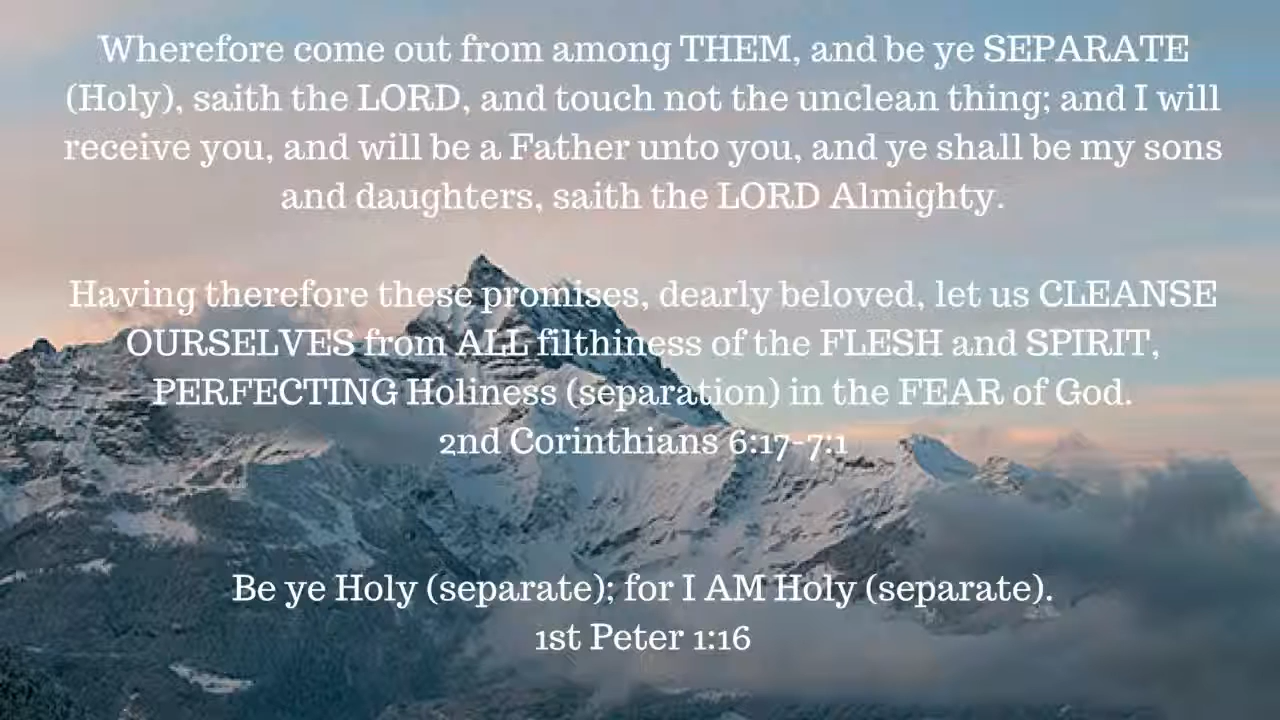 Wherefore come out from among THEM, and be ye SEPARATE
(Holy), saith the LORD, and touch not the unclean thing; and I will
receive you, and will be a Father unto you, and ye shall be my sons
and daughters, saith the LORD Almighty.
Having therefore these promises, dearly beloved, let us CLEANSE
OURSELVES from ALL filthiness of the FLESH and SPIRIT,
PERFECTING Holiness (separation) in the FEAR of God.
2nd Corinthians 6:17-7:1
Be ye Holy (separate); for I AM Holy (separate).
1st Peter 1:16